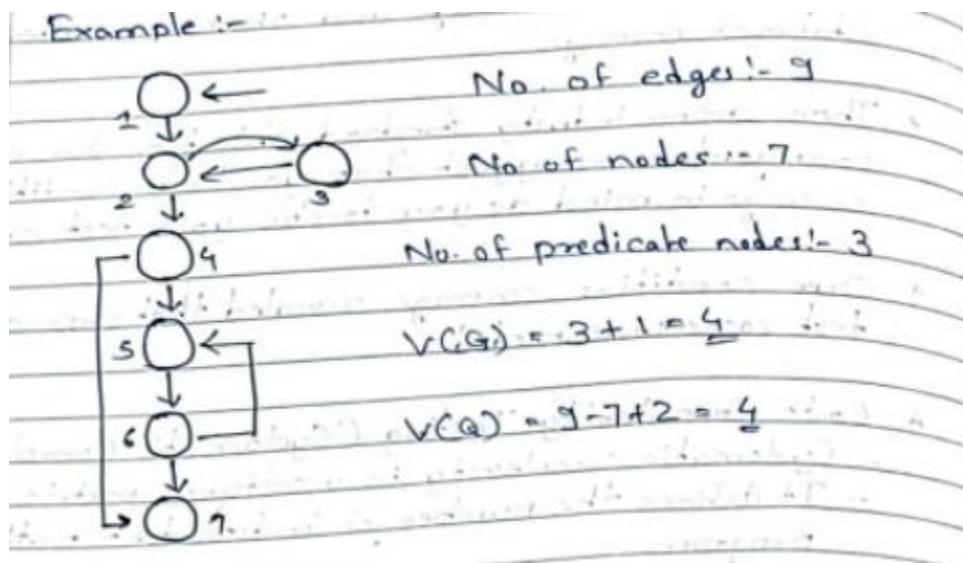 Example :-
No. of edges :- 9
1
No of nodes :- 7
2
3
No. of predicate nodes :- 3
4
5
V(G) = 3 + 1 = 4
6
V(G) = 9-7+2 = 4
7